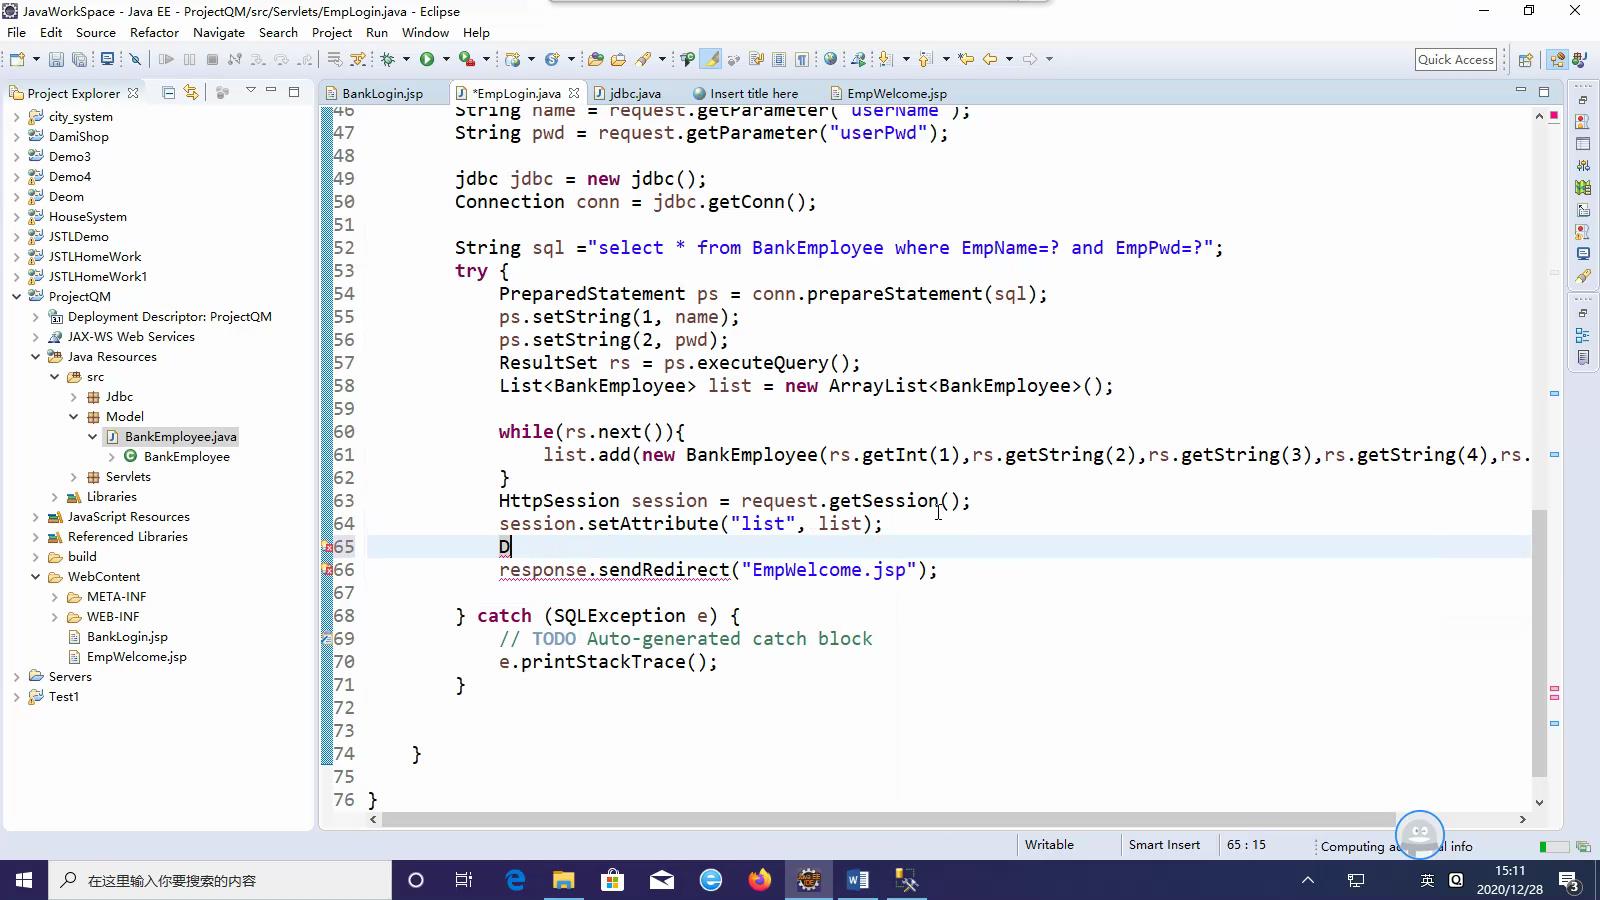 JavaWorkSpace - Java EE - ProjectQM/src/Servlets/EmpLogin.java - Eclipse
File Edit Source Refactor Navigate Search Project Run Window Help
Quick Access
Project Explorer
BankLogin.jsp *EmpLogin.java jdbc.java Insert title here EmpWelcome.jsp
city_system
DamiShop
Demo3
Demo4
Deom
HouseSystem
JSTLDemo
JSTLHomeWork
JSTLHomeWork1
ProjectQM
Deployment Descriptor: ProjectQM
JAX-WS Web Services
Java Resources
src
Jdbc
Model
BankEmployee.java
BankEmployee
Servlets
Libraries
JavaScript Resources
Referenced Libraries
build
WebContent
META-INF
WEB-INF
BankLogin.jsp
EmpWelcome.jsp
Servers
Test1
46 String name = request.getParameter("userName");
47 String pwd = request.getParameter("userPwd");
48
49 jdbc jdbc = new jdbc();
50 Connection conn = jdbc.getConn();
51
52 String sql ="select * from BankEmployee where EmpName=? and EmpPwd=?";
53 try {
54 PreparedStatement ps = conn.prepareStatement(sql);
55 ps.setString(1, name);
56 ps.setString(2, pwd);
57 ResultSet rs = ps.executeQuery();
58 List<BankEmployee> list = new ArrayList<BankEmployee>();
59
60 while(rs.next()){
61 list.add(new BankEmployee(rs.getInt(1),rs.getString(2),rs.getString(3),rs.getString(4),rs.
62 }
63 HttpSession session = request.getSession();
64 session.setAttribute("list", list);
65 D
66 response.sendRedirect("EmpWelcome.jsp");
67
68 } catch (SQLException e) {
69 // TODO Auto-generated catch block
70 e.printStackTrace();
71 }
72
73
74 }
75
76 }
Writable Smart Insert 65 : 15 Computing ad al info
在这里输入你要搜索的内容
英
15:11
2020/12/28
3